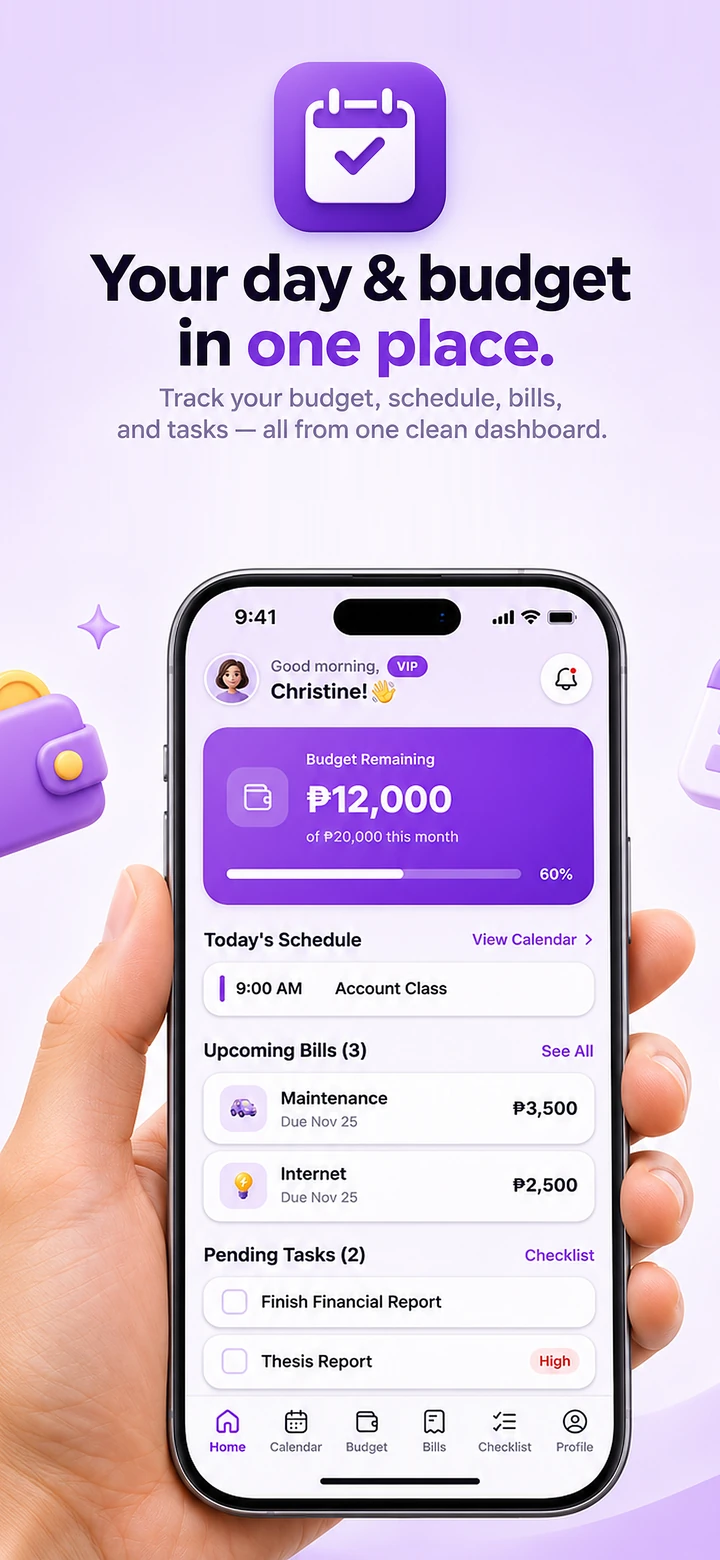 Your day & budget
in one place.
Track your budget, schedule, bills,
and tasks — all from one clean dashboard.
9:41
Good morning, VIP
Christine! 👋
Budget Remaining
₱12,000
of ₱20,000 this month
60%
Today's Schedule View Calendar >
9:00 AM Account Class
Upcoming Bills (3) See All
Maintenance
Due Nov 25
₱3,500
Internet
Due Nov 25
₱2,500
Pending Tasks (2) Checklist
Finish Financial Report
Thesis Report High
Home Calendar Budget Bills Checklist Profile